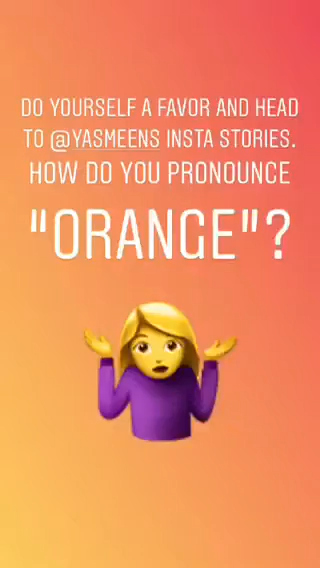 DO YOURSELF A FAVOR AND HEAD
TO @YASMEENS INSTA STORIES.
HOW DO YOU PRONOUNCE
"ORANGE"?